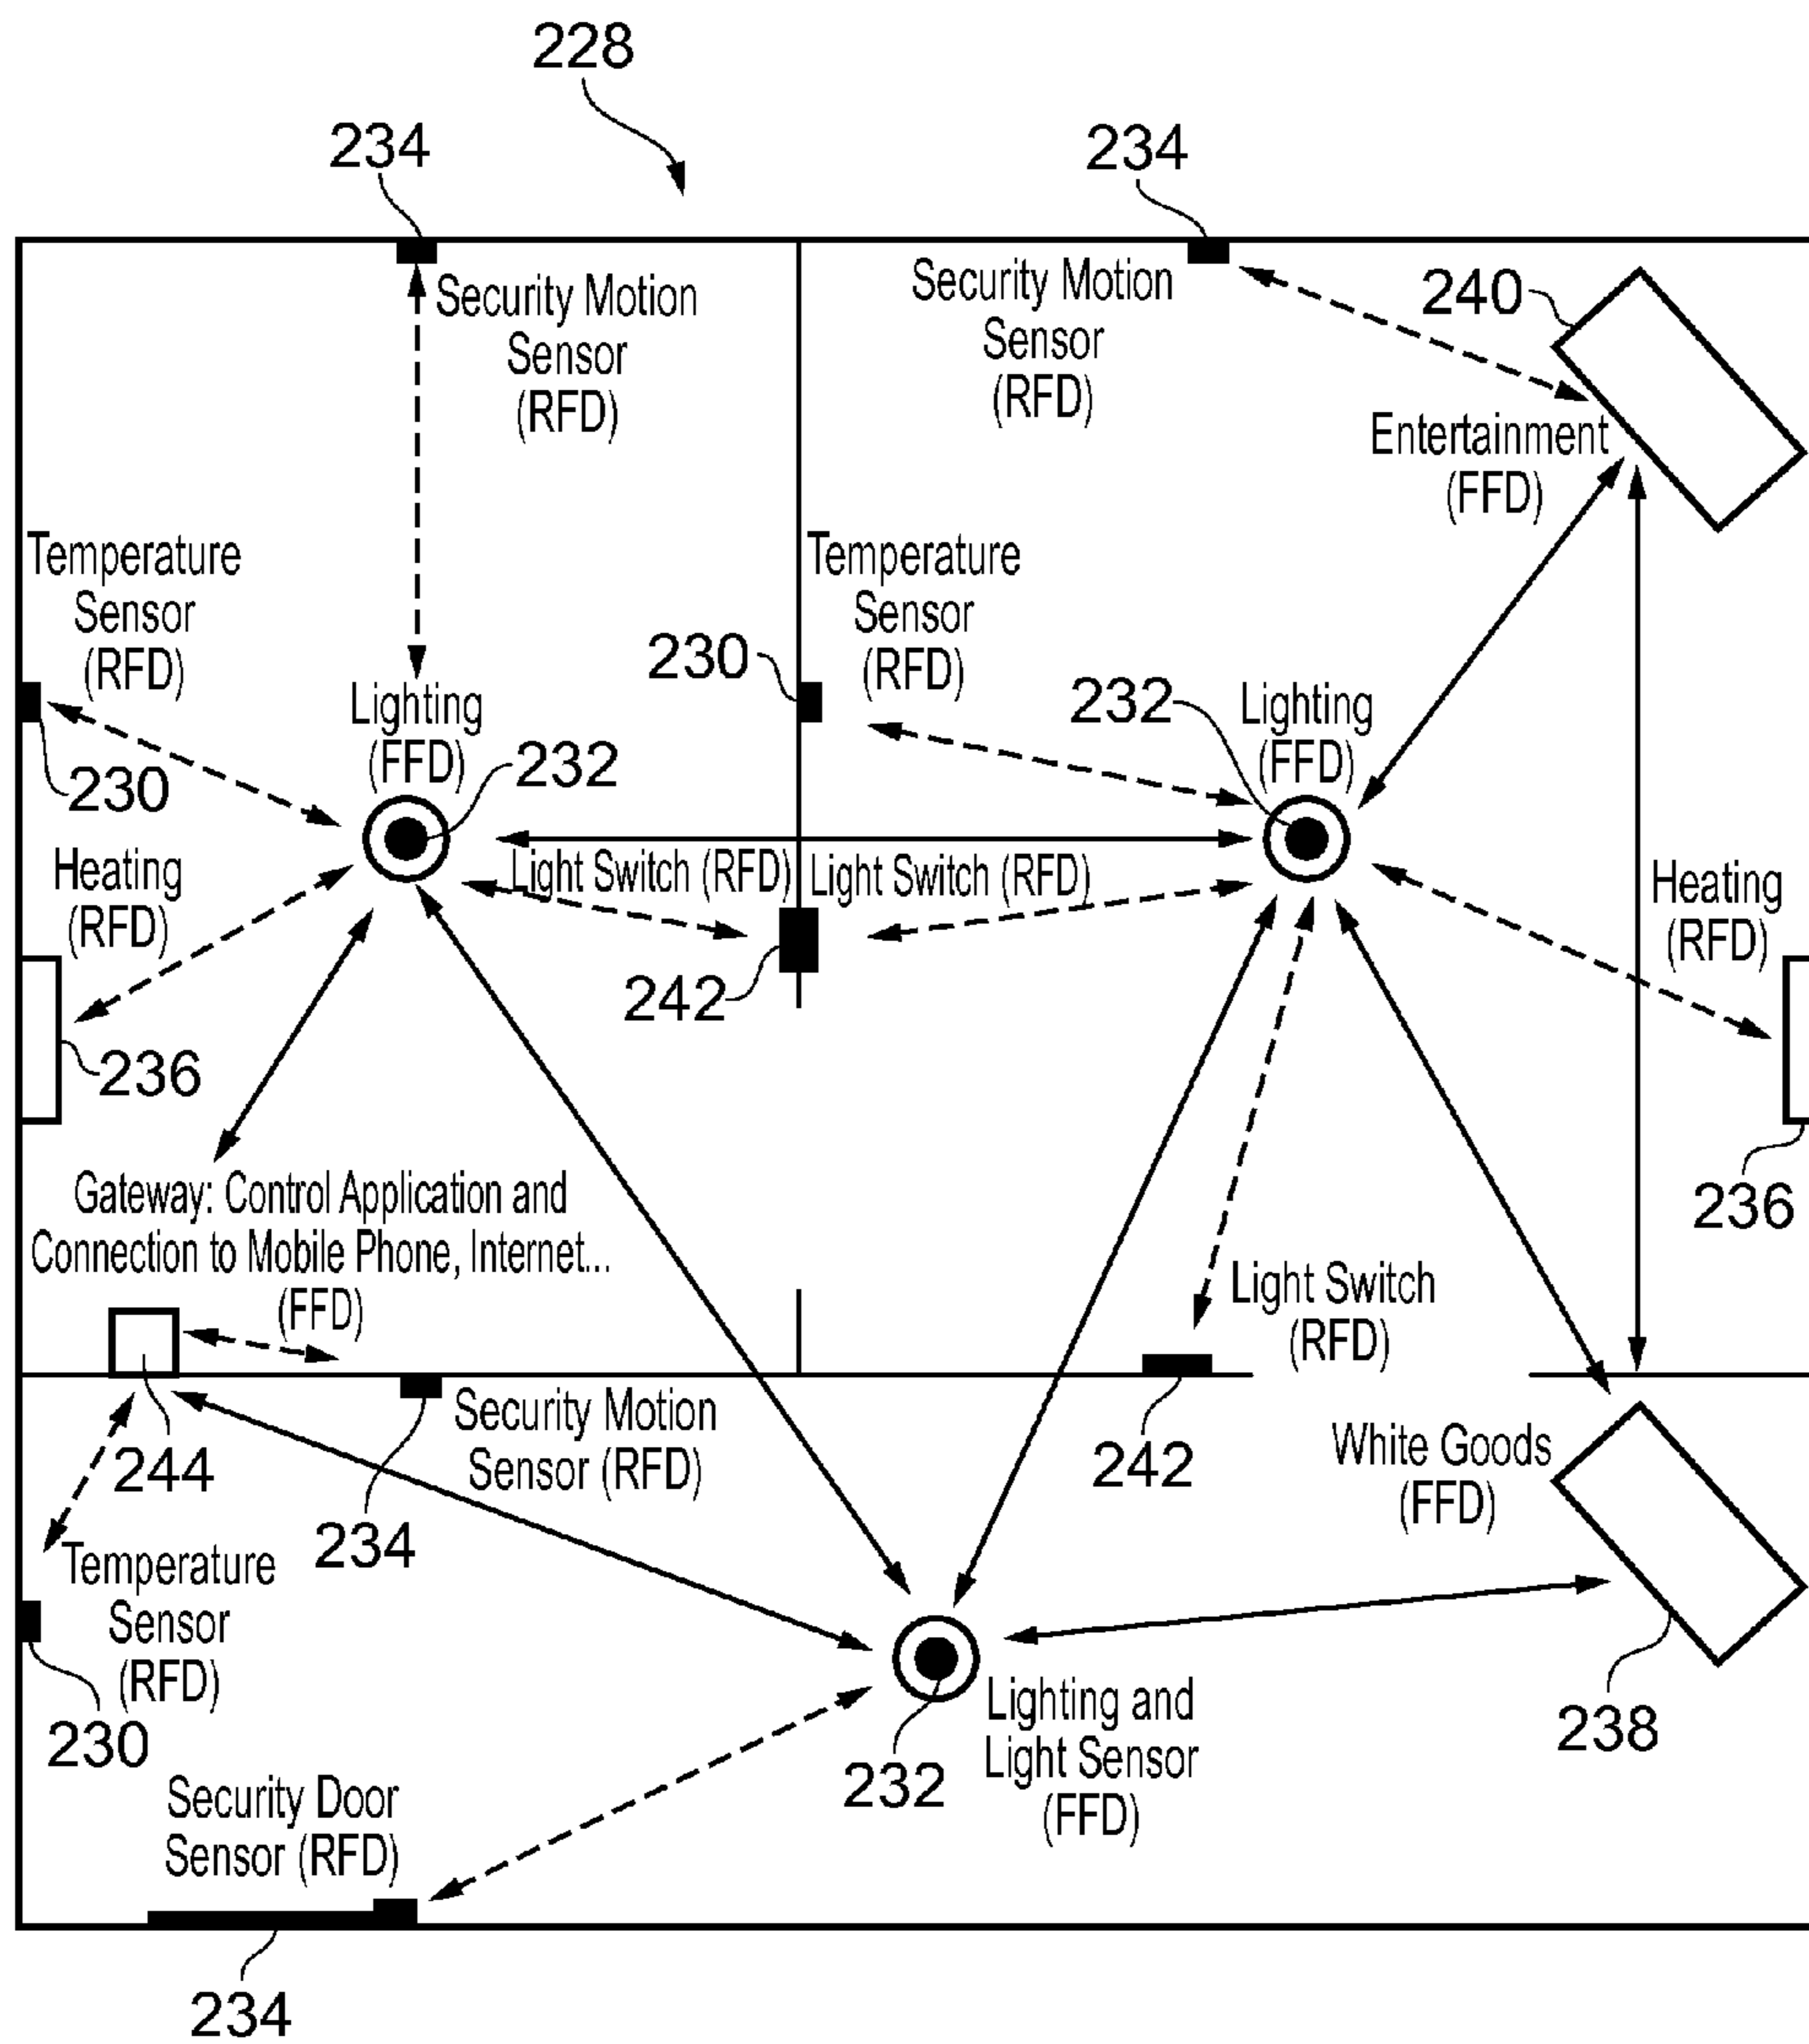 228
234
234
Security Motion
Sensor
(RFD)
Security Motion
Sensor
(RFD)
240
Entertainment
(FFD)
Temperature
Sensor
(RFD)
230
Lighting
(FFD)
232
230
Temperature
Sensor
(RFD)
232
Lighting
(FFD)
Heating
(RFD)
236
Light Switch (RFD)
Light Switch (RFD)
242
Heating
(RFD)
236
Gateway: Control Application and
Connection to Mobile Phone, Internet...
(FFD)
244
Security Motion
Sensor (RFD)
234
Light Switch
(RFD)
242
White Goods
(FFD)
238
Temperature
Sensor
(RFD)
230
Lighting and
Light Sensor
(FFD)
232
Security Door
Sensor (RFD)
234